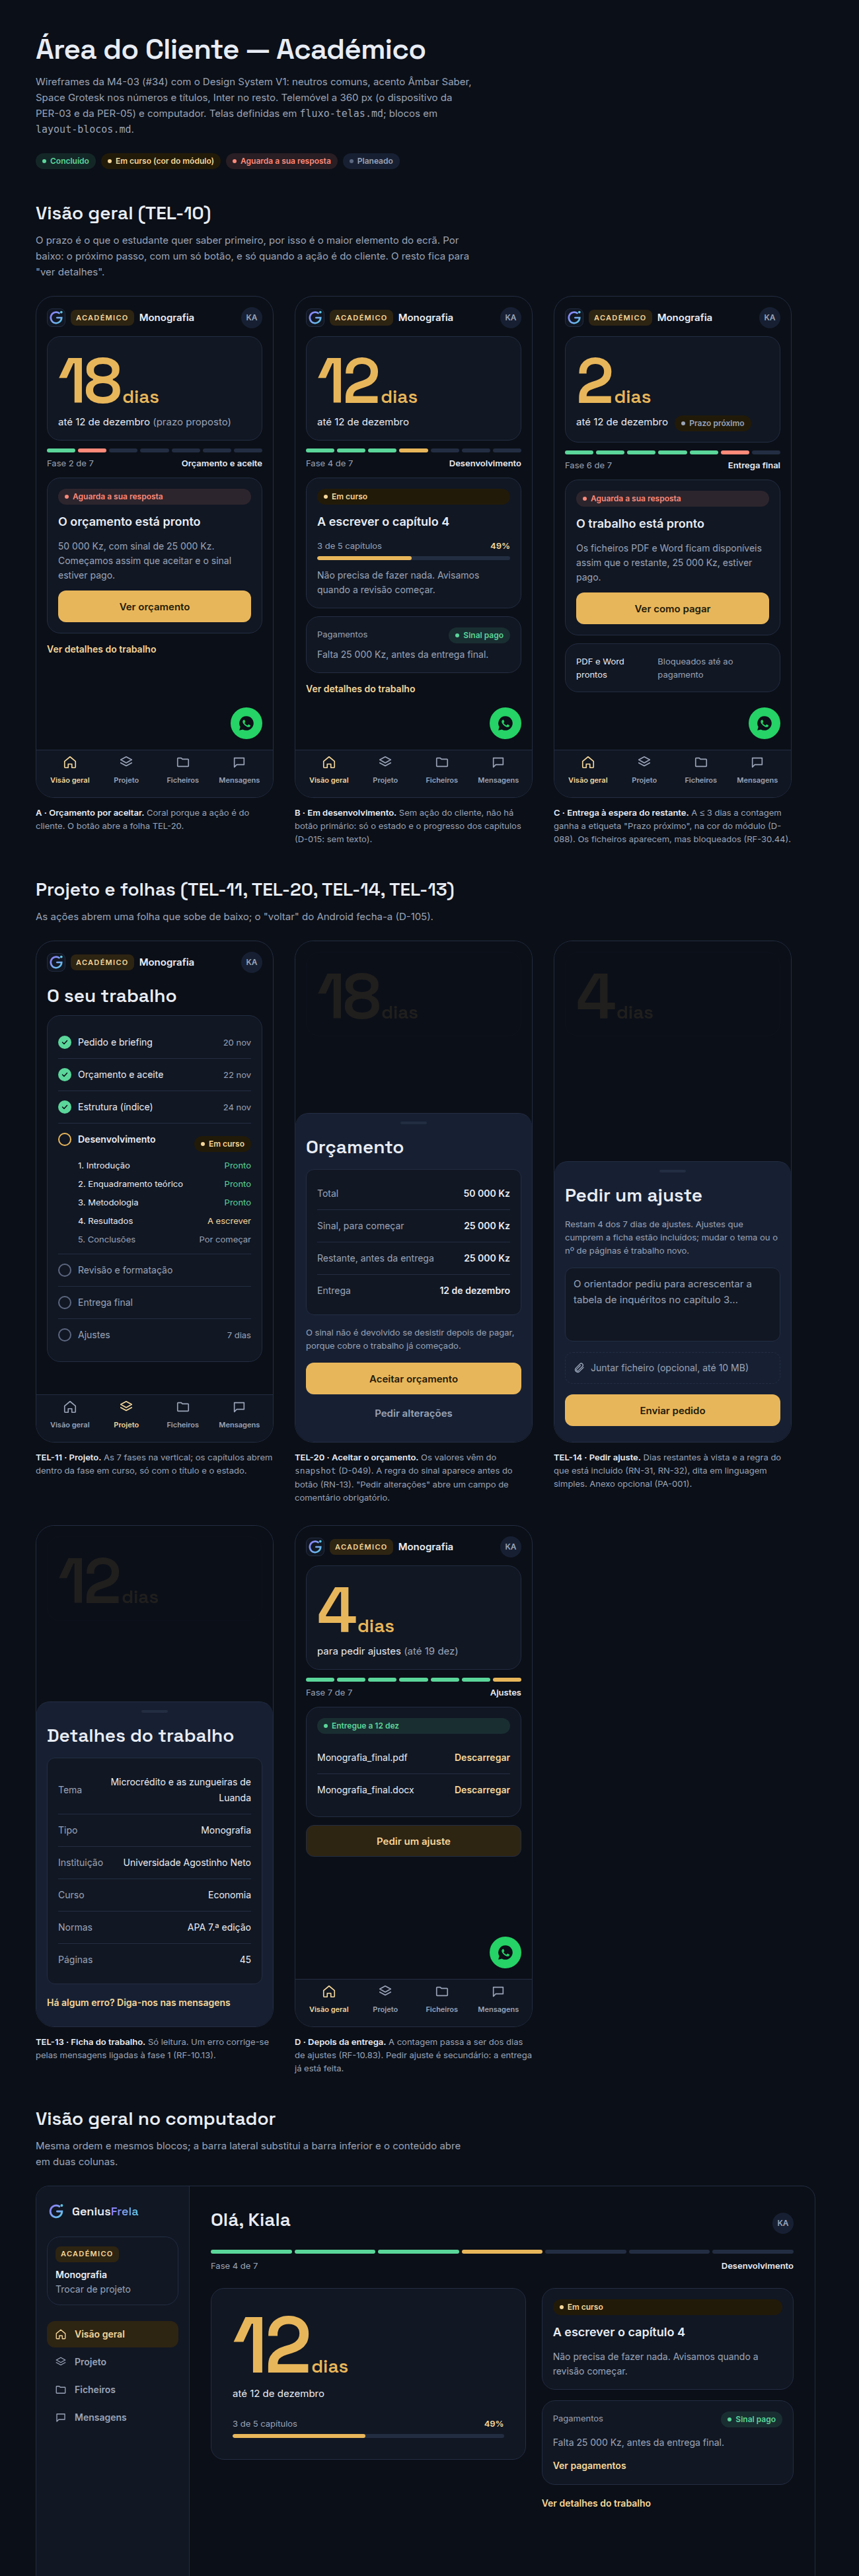 Área do Cliente — Académico
Wireframes da M4-03 (#34) com o Design System V1: neutros comuns, acento Âmbar Saber,
Space Grotesk nos números e títulos, Inter no resto. Telemóvel a 360 px (o dispositivo da
PER-03 e da PER-05) e computador. Telas definidas em fluxo-telas.md; blocos em
layout-blocos.md.
Concluído
Em curso (cor do módulo)
Aguarda a sua resposta
Planeado
Visão geral (TEL-10)
O prazo é o que o estudante quer saber primeiro, por isso é o maior elemento do ecrã. Por
baixo: o próximo passo, com um só botão, e só quando a ação é do cliente. O resto fica para
"ver detalhes".
ACADÉMICO Monografia KA
18 dias
até 12 de dezembro (prazo proposto)
Fase 2 de 7 Orçamento e aceite
Aguarda a sua resposta
O orçamento está pronto
50 000 Kz, com sinal de 25 000 Kz.
Começamos assim que aceitar e o sinal
estiver pago.
Ver orçamento
Ver detalhes do trabalho
Visão geral Projeto Ficheiros Mensagens
A · Orçamento por aceitar. Coral porque a ação é do
cliente. O botão abre a folha TEL-20.
ACADÉMICO Monografia KA
12 dias
até 12 de dezembro
Fase 4 de 7 Desenvolvimento
Em curso
A escrever o capítulo 4
3 de 5 capítulos 49%
Não precisa de fazer nada. Avisamos
quando a revisão começar.
Pagamentos Sinal pago
Falta 25 000 Kz, antes da entrega final.
Ver detalhes do trabalho
Visão geral Projeto Ficheiros Mensagens
B · Em desenvolvimento. Sem ação do cliente, não há
botão primário: só o estado e o progresso dos capítulos
(D-015: sem texto).
ACADÉMICO Monografia KA
2 dias
até 12 de dezembro Prazo próximo
Fase 6 de 7 Entrega final
Aguarda a sua resposta
O trabalho está pronto
Os ficheiros PDF e Word ficam disponíveis
assim que o restante, 25 000 Kz, estiver
pago.
Ver como pagar
PDF e Word
prontos
Bloqueados até ao
pagamento
Visão geral Projeto Ficheiros Mensagens
C · Entrega à espera do restante. A ≤ 3 dias a contagem
ganha a etiqueta "Prazo próximo", na cor do módulo (D-
088). Os ficheiros aparecem, mas bloqueados (RF-30.44).
Projeto e folhas (TEL-11, TEL-20, TEL-14, TEL-13)
As ações abrem uma folha que sobe de baixo; o "voltar" do Android fecha-a (D-105).
ACADÉMICO Monografia KA
O seu trabalho
Pedido e briefing 20 nov
Orçamento e aceite 22 nov
Estrutura (índice) 24 nov
Desenvolvimento Em curso
1. Introdução Pronto
2. Enquadramento teórico Pronto
3. Metodologia Pronto
4. Resultados A escrever
5. Conclusões Por começar
Revisão e formatação
Entrega final
Ajustes 7 dias
Visão geral Projeto Ficheiros Mensagens
TEL-11 · Projeto. As 7 fases na vertical; os capítulos abrem
dentro da fase em curso, só com o título e o estado.
18 dias
Orçamento
Total 50 000 Kz
Sinal, para começar 25 000 Kz
Restante, antes da entrega 25 000 Kz
Entrega 12 de dezembro
O sinal não é devolvido se desistir depois de pagar,
porque cobre o trabalho já começado.
Aceitar orçamento
Pedir alterações
TEL-20 · Aceitar o orçamento. Os valores vêm do
snapshot (D-049). A regra do sinal aparece antes do
botão (RN-13). "Pedir alterações" abre um campo de
comentário obrigatório.
4 dias
Pedir um ajuste
Restam 4 dos 7 dias de ajustes. Ajustes que
cumprem a ficha estão incluídos; mudar o tema ou o
nº de páginas é trabalho novo.
O orientador pediu para acrescentar a
tabela de inquéritos no capítulo 3...
Juntar ficheiro (opcional, até 10 MB)
Enviar pedido
TEL-14 · Pedir ajuste. Dias restantes à vista e a regra do
que está incluído (RN-31, RN-32), dita em linguagem
simples. Anexo opcional (PA-001).
12 dias
Detalhes do trabalho
Tema Microcrédito e as zungueiras de
Luanda
Tipo Monografia
Instituição Universidade Agostinho Neto
Curso Economia
Normas APA 7.ª edição
Páginas 45
Há algum erro? Diga-nos nas mensagens
TEL-13 · Ficha do trabalho. Só leitura. Um erro corrige-se
pelas mensagens ligadas à fase 1 (RF-10.13).
ACADÉMICO Monografia KA
4 dias
para pedir ajustes (até 19 dez)
Fase 7 de 7 Ajustes
Entregue a 12 dez
Monografia_final.pdf Descarregar
Monografia_final.docx Descarregar
Pedir um ajuste
Visão geral Projeto Ficheiros Mensagens
D · Depois da entrega. A contagem passa a ser dos dias
de ajustes (RF-10.83). Pedir ajuste é secundário: a entrega
já está feita.
Visão geral no computador
Mesma ordem e mesmos blocos; a barra lateral substitui a barra inferior e o conteúdo abre
em duas colunas.
GeniusFrela
ACADÉMICO
Monografia
Trocar de projeto
Visão geral
Projeto
Ficheiros
Mensagens
Olá, Kiala KA
Fase 4 de 7 Desenvolvimento
12 dias
até 12 de dezembro
3 de 5 capítulos 49%
Em curso
A escrever o capítulo 4
Não precisa de fazer nada. Avisamos quando a
revisão começar.
Pagamentos Sinal pago
Falta 25 000 Kz, antes da entrega final.
Ver pagamentos
Ver detalhes do trabalho